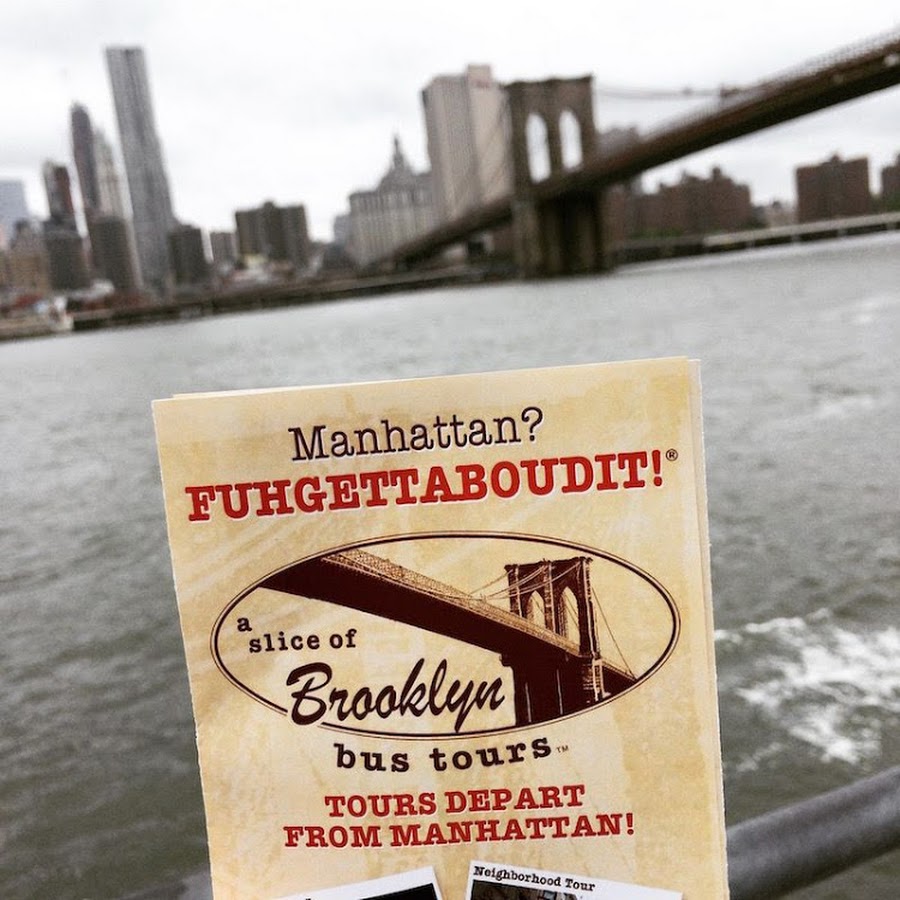 Manhattan?
FUHGETTABOUDIT!®
a
slice of
Brooklyn
bus tours™
TOURS DEPART
FROM MANHATTAN!
Neighborhood Tour